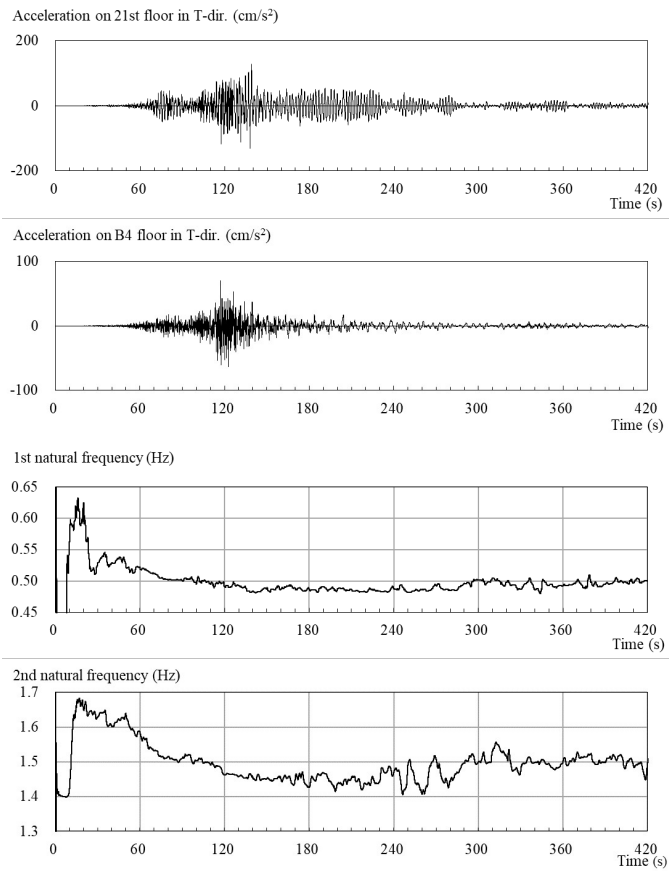 Acceleration on 21st floor in T-dir. (cm/s²)
200
0
-200
0 60 120 180 240 300 360 420
Time (s)
Acceleration on B4 floor in T-dir. (cm/s²)
100
0
-100
0 60 120 180 240 300 360 420
Time (s)
1st natural frequency (Hz)
0.65
0.60
0.55
0.50
0.45
0 60 120 180 240 300 360 420
Time (s)
2nd natural frequency (Hz)
1.7
1.6
1.5
1.4
1.3
0 60 120 180 240 300 360 420
Time (s)